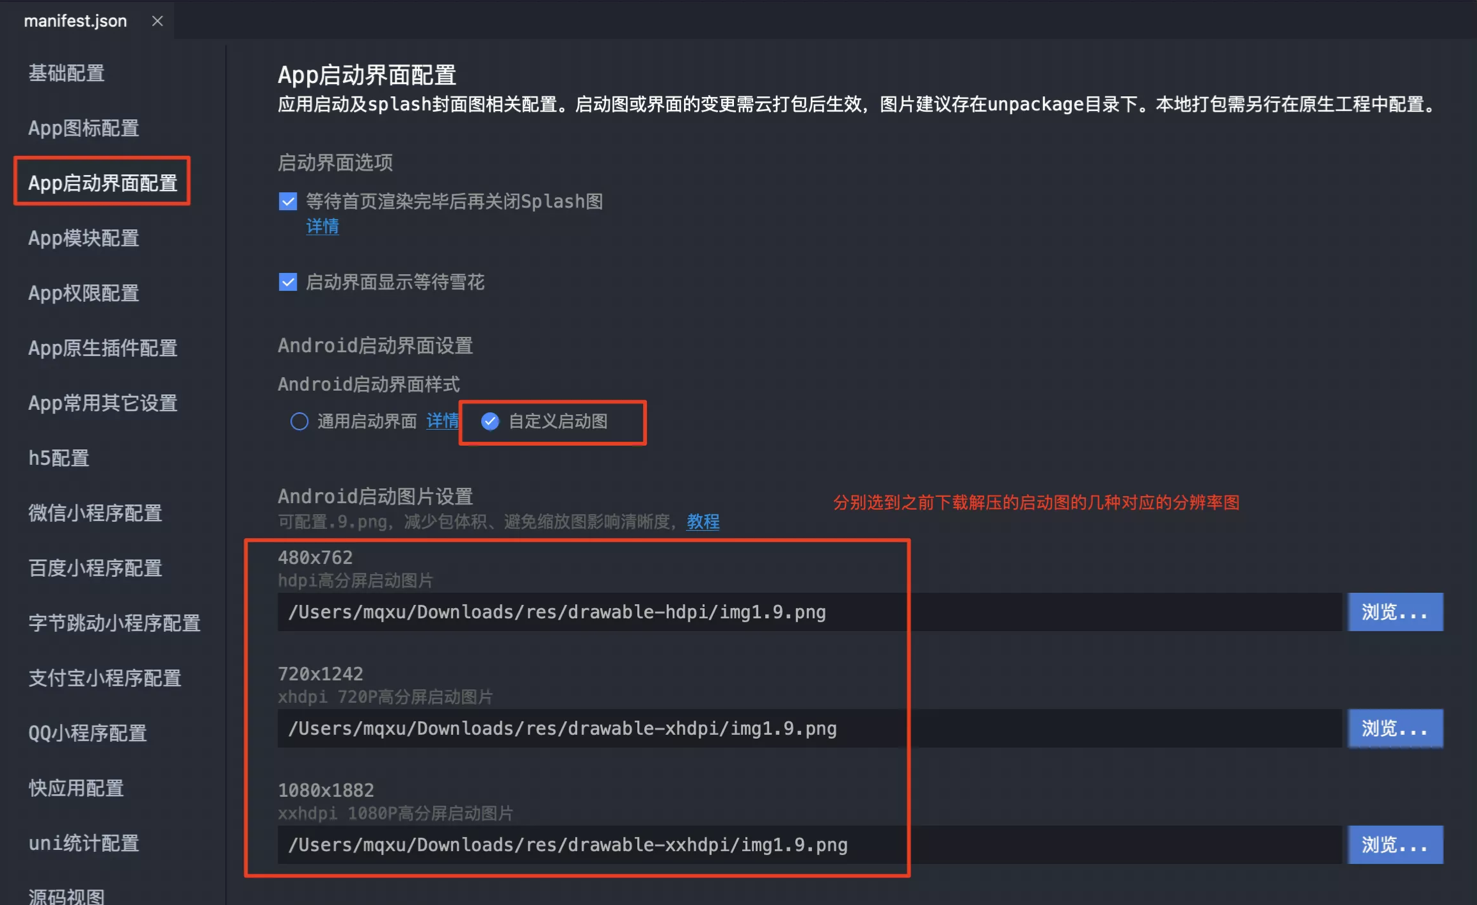 manifest.json ×
基础配置
App图标配置
App启动界面配置
App模块配置
App权限配置
App原生插件配置
App常用其它设置
h5配置
微信小程序配置
百度小程序配置
字节跳动小程序配置
支付宝小程序配置
QQ小程序配置
快应用配置
uni统计配置
源码视图
App启动界面配置
应用启动及splash封面图相关配置。启动图或界面的变更需云打包后生效，图片建议存在unpackage目录下。本地打包需另行在原生工程中配置。
启动界面选项
等待首页渲染完毕后再关闭Splash图
详情
启动界面显示等待雪花
Android启动界面设置
Android启动界面样式
通用启动界面 详情 自定义启动图
Android启动图片设置
可配置.9.png，减少包体积、避免缩放图影响清晰度，教程
分别选到之前下载解压的启动图的几种对应的分辨率图
480x762
hdpi高分屏启动图片
/Users/mqxu/Downloads/res/drawable-hdpi/img1.9.png 浏览...
720x1242
xhdpi 720P高分屏启动图片
/Users/mqxu/Downloads/res/drawable-xhdpi/img1.9.png 浏览...
1080x1882
xxhdpi 1080P高分屏启动图片
/Users/mqxu/Downloads/res/drawable-xxhdpi/img1.9.png 浏览...